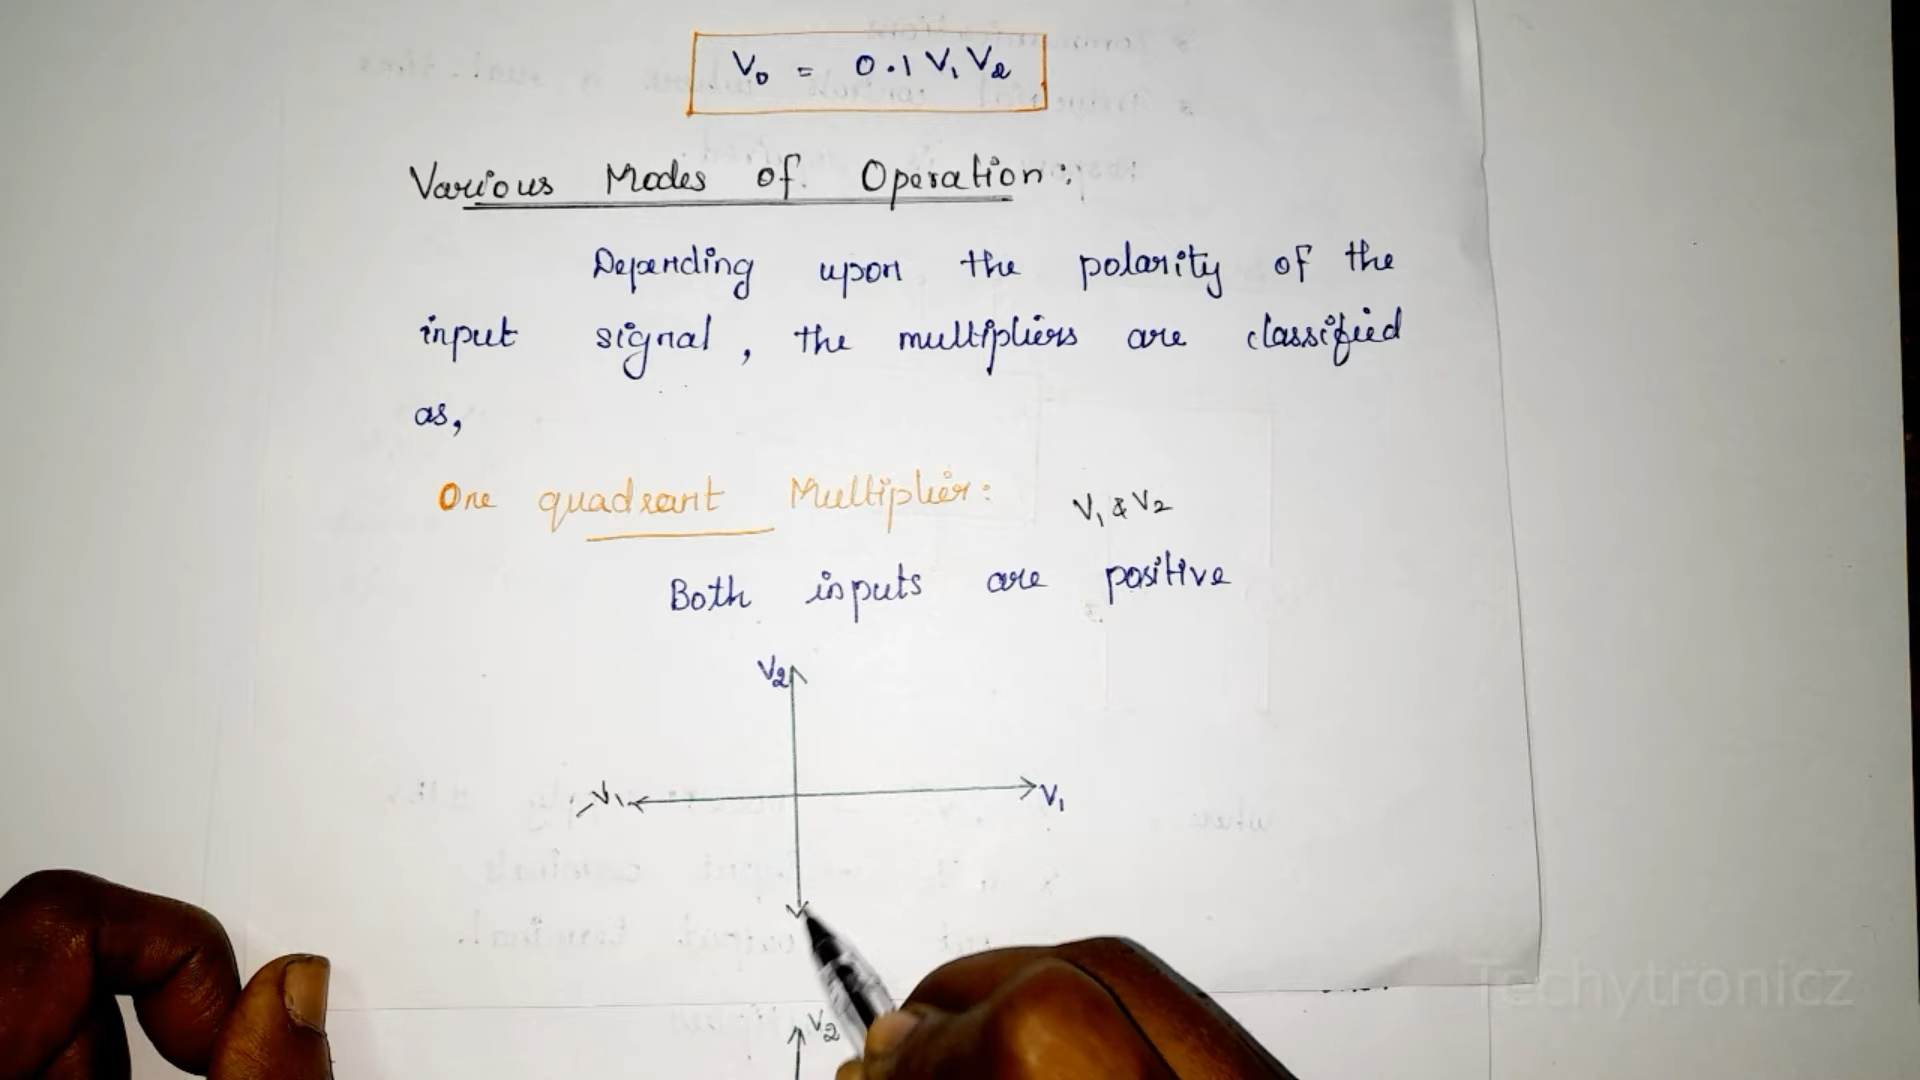 V₀ = 0.1 V₁ V₂
Various Modes of Operation:
Depending upon the polarity of the
input signal, the multipliers are classified
as,
One quadrant Multiplier:
V₁ & V₂
Both inputs are positive
V₂
-V₁
V₁
V₂
Techytronicz